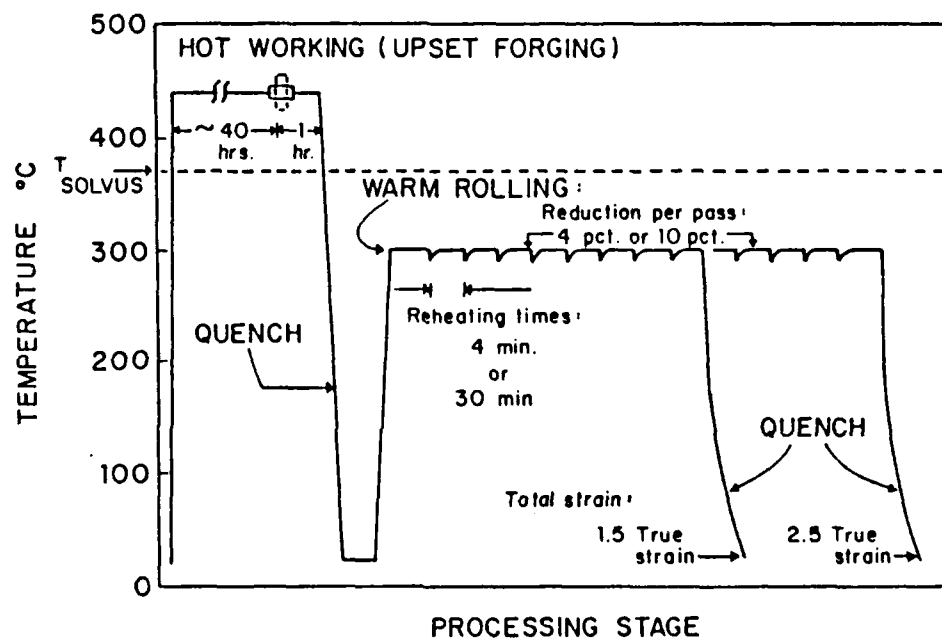 500
HOT WORKING (UPSET FORGING)
~ 40
hrs.
1
hr.
400
T
SOLVUS
WARM ROLLING:
Reduction per pass:
4 pct. or 10 pct.
300
Reheating times:
4 min.
or
30 min
QUENCH
200
QUENCH
100
Total strain:
1.5 True
strain
2.5 True
strain
0
TEMPERATURE °C
PROCESSING STAGE